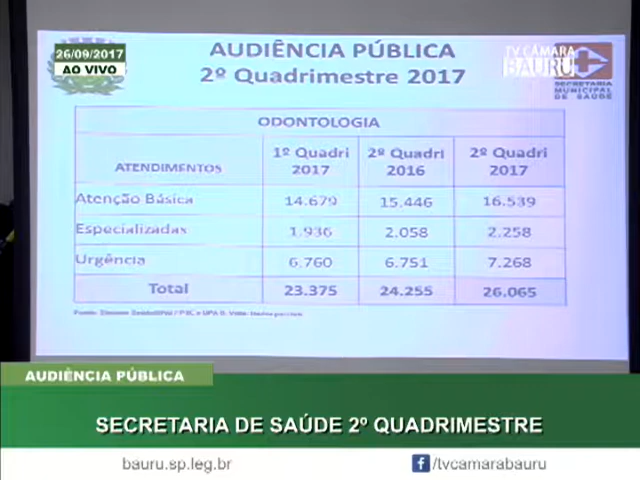 26/09/2017
AO VIVO
AUDIÊNCIA PÚBLICA
2º Quadrimestre 2017
TV CÂMARA
BAURU
SECRETARIA
MUNICIPAL
DE SAÚDE
ODONTOLOGIA
ATENDIMENTOS 1º Quadri 2017 2º Quadri 2016 2º Quadri 2017
Atenção Básica 14.679 15.446 16.539
Especializadas 1.936 2.058 2.258
Urgência 6.760 6.751 7.268
Total 23.375 24.255 26.065
AUDIÊNCIA PÚBLICA
SECRETARIA DE SAÚDE 2º QUADRIMESTRE
bauru.sp.leg.br
/tvcamarabauru